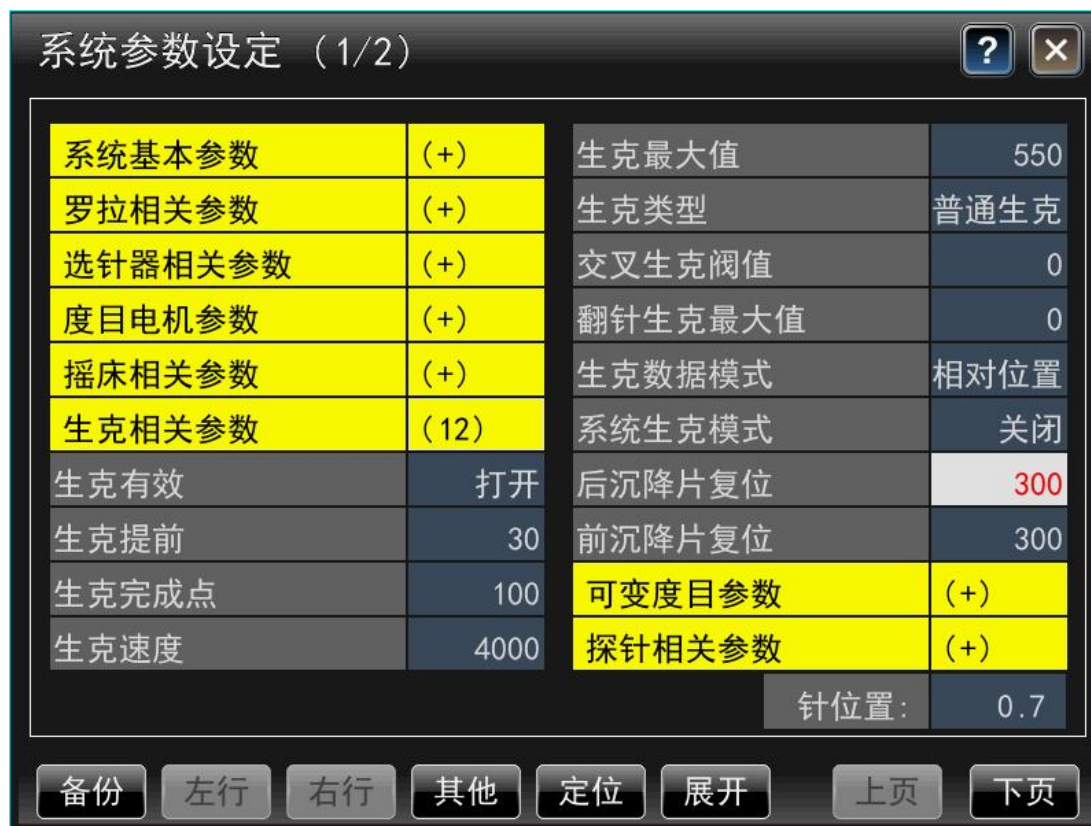 系统参数设定 (1/2)
?
×
系统基本参数 (+)
罗拉相关参数 (+)
选针器相关参数 (+)
度目电机参数 (+)
摇床相关参数 (+)
生克相关参数 (12)
生克有效 打开
生克提前 30
生克完成点 100
生克速度 4000
生克最大值 550
生克类型 普通生克
交叉生克阀值 0
翻针生克最大值 0
生克数据模式 相对位置
系统生克模式 关闭
后沉降片复位 300
前沉降片复位 300
可变度目参数 (+)
探针相关参数 (+)
针位置: 0.7
备份 左行 右行 其他 定位 展开 上页 下页